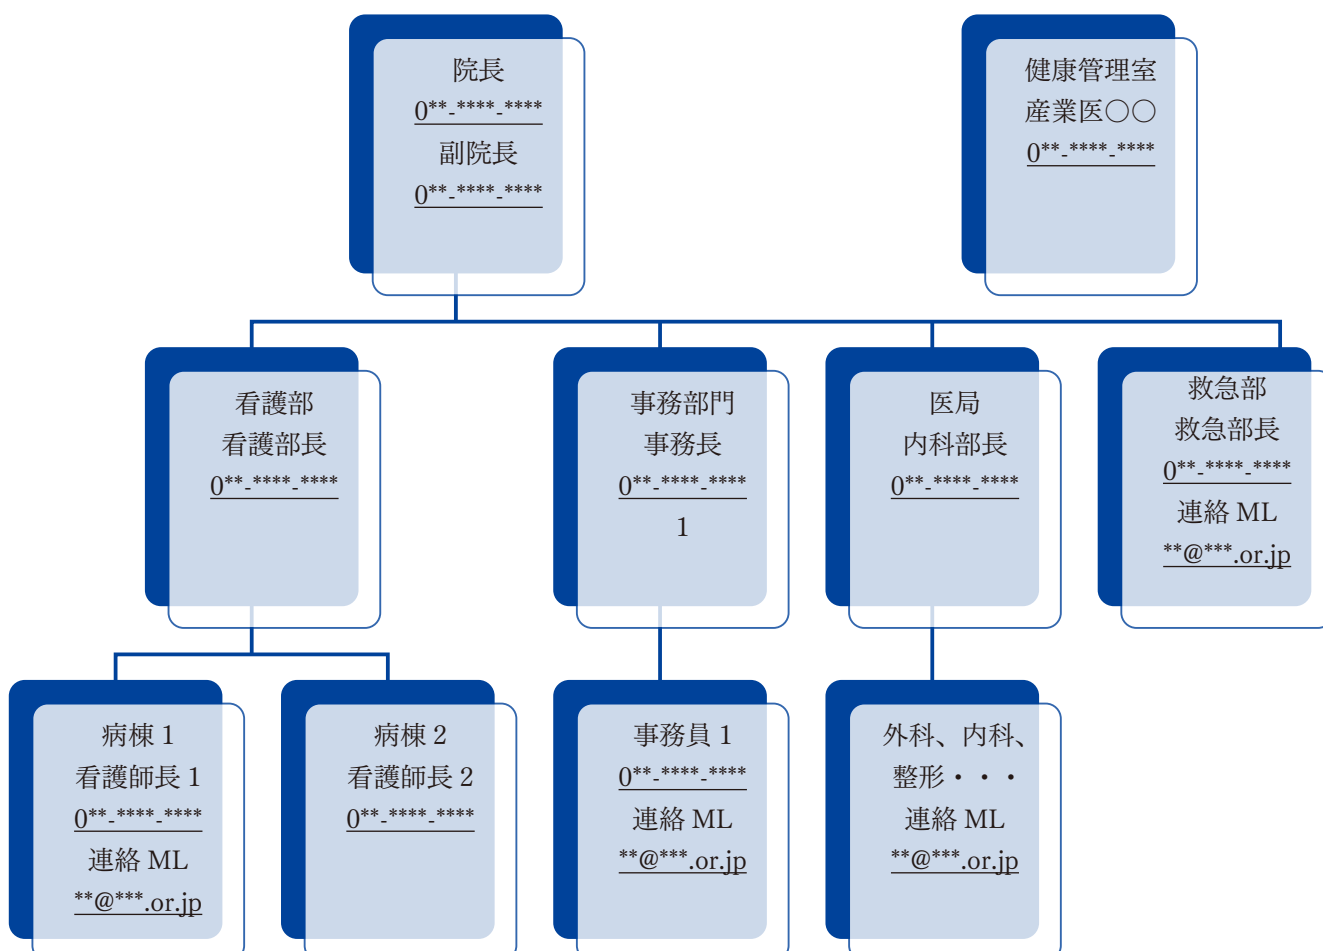 院長
0**-****-****
副院長
0**-****-****
健康管理室
産業医〇〇
0**-****-****
看護部
看護部長
0**-****-****
事務部門
事務長
0**-****-****
1
医局
内科部長
0**-****-****
救急部
救急部長
0**-****-****
連絡 ML
**@***.or.jp
病棟 1
看護師長 1
0**-****-****
連絡 ML
**@***.or.jp
病棟 2
看護師長 2
0**-****-****
事務員 1
0**-****-****
連絡 ML
**@***.or.jp
外科、内科、
整形・・・
連絡 ML
**@***.or.jp